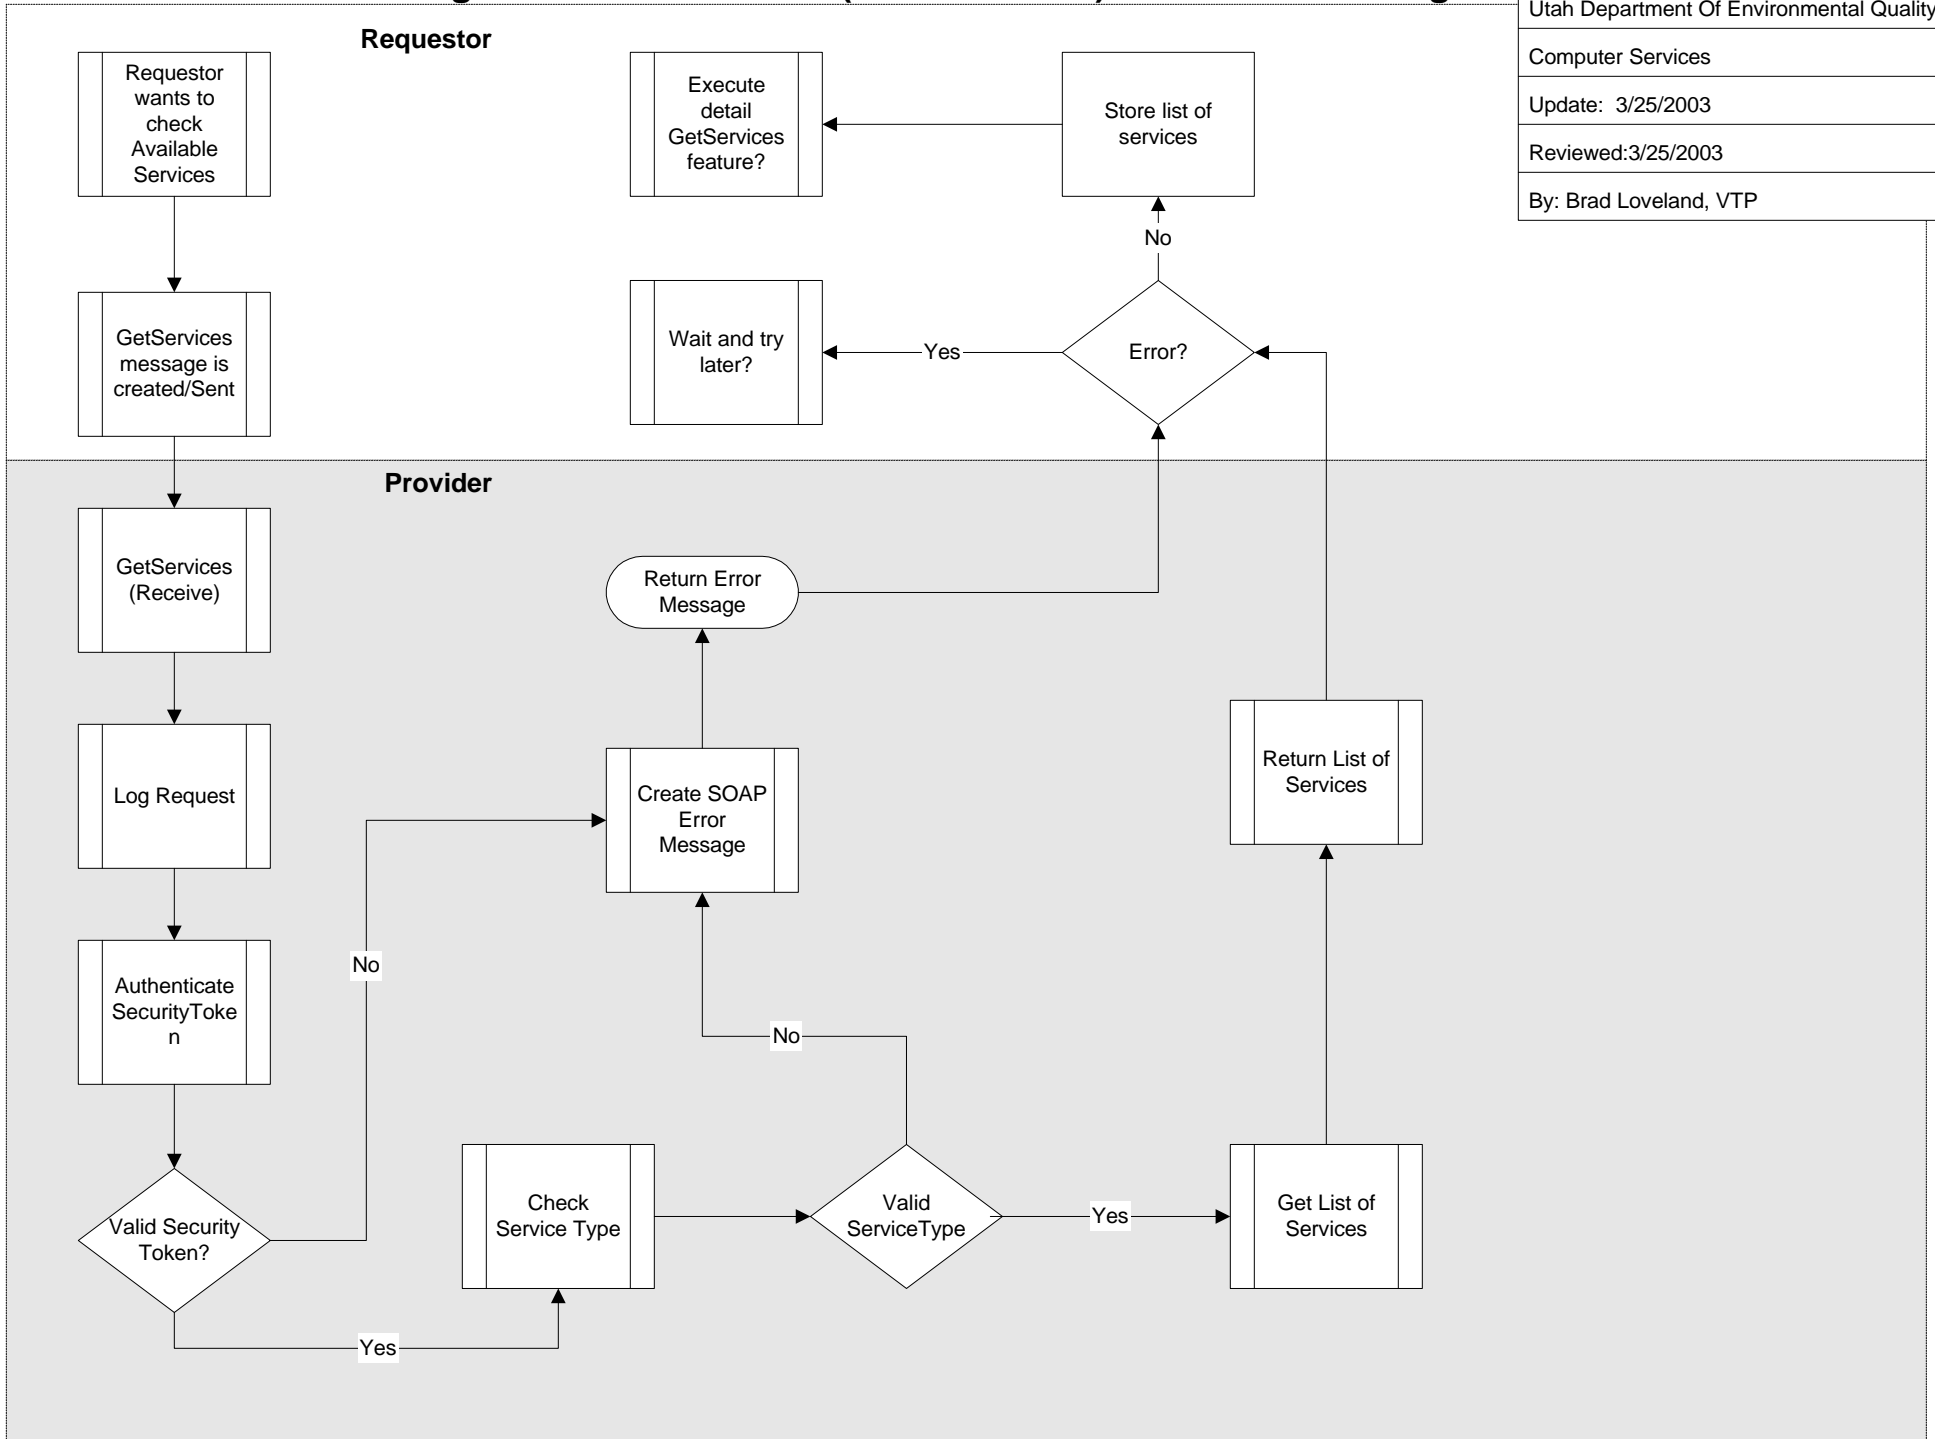 Utah Department Of Environmental Quality
Computer Services
Update: 3/25/2003
Reviewed:3/25/2003
By: Brad Loveland, VTP
Requestor
Requestor
wants to
check
Available
Services
Execute
detail
GetServices
feature?
Store list of
services
No
GetServices
message is
created/Sent
Wait and try
later?
Yes
Error?
Provider
GetServices
(Receive)
Return Error
Message
Log Request
Create SOAP
Error
Message
Return List of
Services
No
Authenticate
SecurityToke
n
No
Valid Security
Token?
Check
Service Type
Valid
ServiceType
Yes
Get List of
Services
Yes